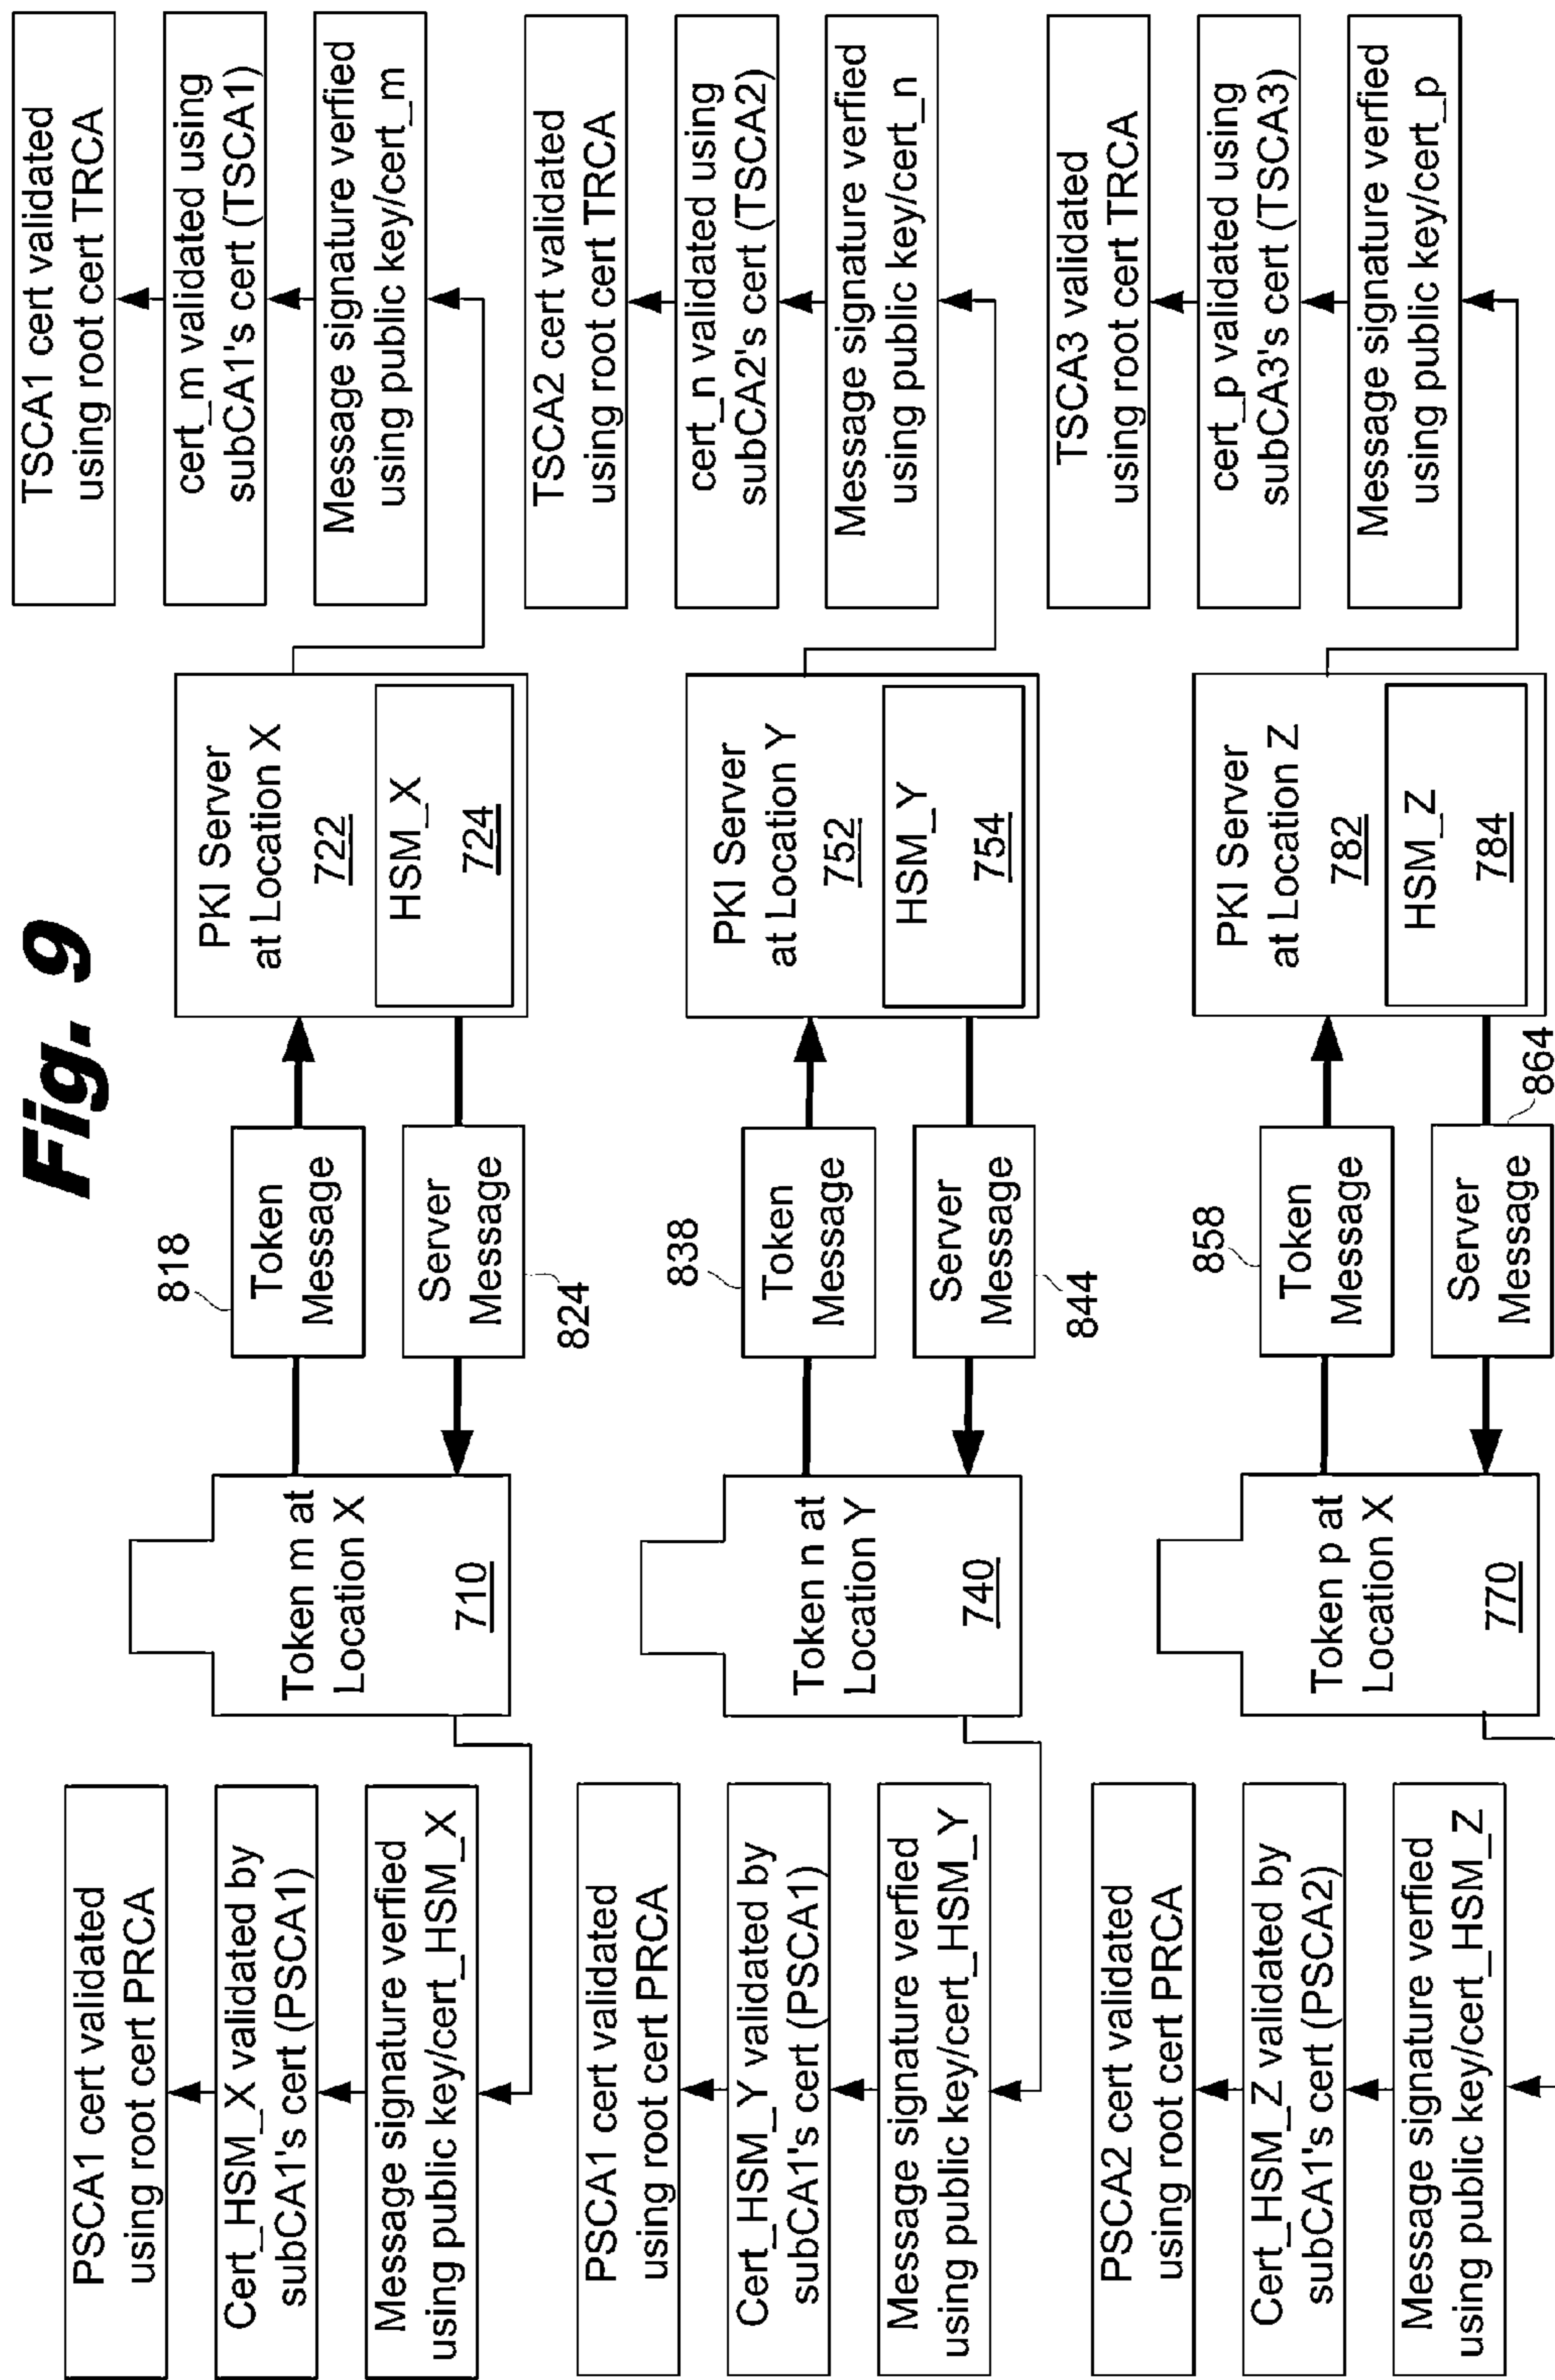 Fig. 9
PSCA1 cert validated
using root cert PRCA
Cert_HSM_X validated by
subCA1's cert (PSCA1)
Message signature verfied
using public key/cert_HSM_X
Token m at
Location X
710
818
Token
Message
Server
Message
824
PKI Server
at Location X
722
HSM_X
724
TSCA1 cert validated
using root cert TRCA
cert_m validated using
subCA1's cert (TSCA1)
Message signature verfied
using public key/cert_m
PSCA1 cert validated
using root cert PRCA
Cert_HSM_Y validated by
subCA1's cert (PSCA1)
Message signature verfied
using public key/cert_HSM_Y
Token n at
Location Y
740
838
Token
Message
Server
Message
844
PKI Server
at Location Y
752
HSM_Y
754
TSCA2 cert validated
using root cert TRCA
cert_n validated using
subCA2's cert (TSCA2)
Message signature verfied
using public key/cert_n
PSCA2 cert validated
using root cert PRCA
Cert_HSM_Z validated by
subCA1's cert (PSCA2)
Message signature verfied
using public key/cert_HSM_Z
Token p at
Location X
770
858
Token
Message
Server
Message
864
PKI Server
at Location Z
782
HSM_Z
784
TSCA3 validated
using root cert TRCA
cert_p validated using
subCA3's cert (TSCA3)
Message signature verfied
using public key/cert_p